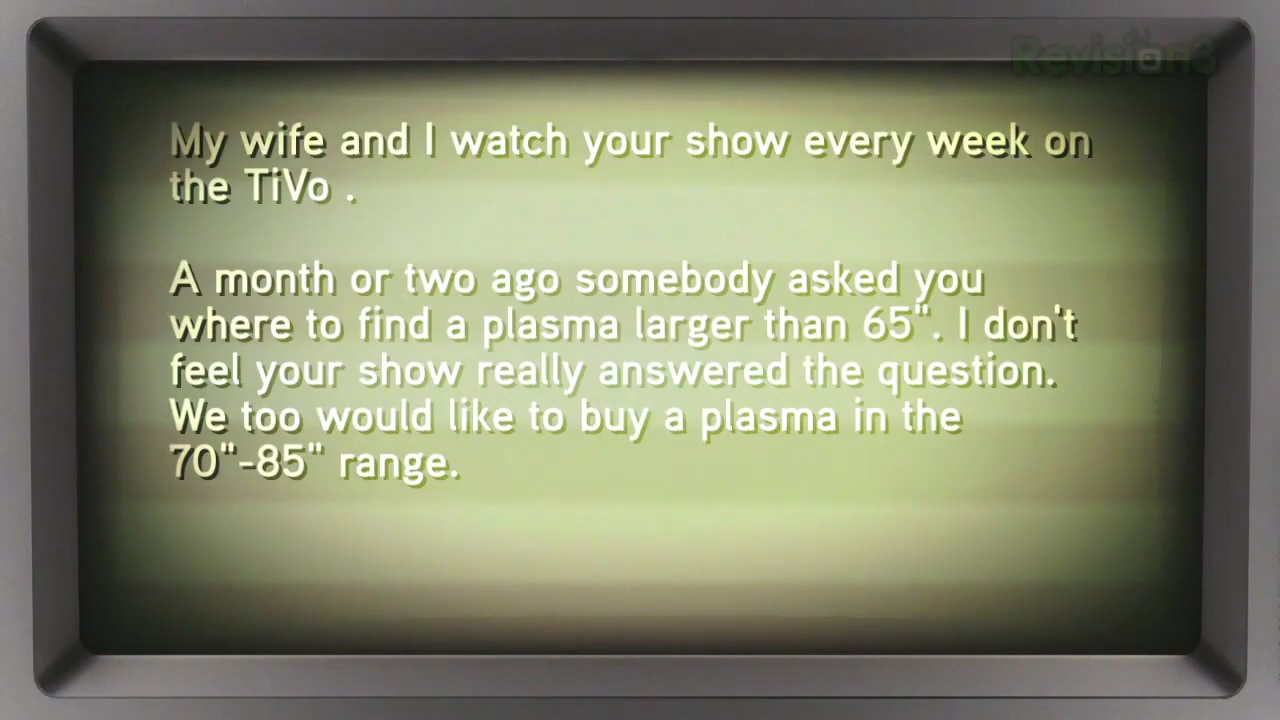 Revision3
My wife and I watch your show every week on
the TiVo .
A month or two ago somebody asked you
where to find a plasma larger than 65". I don't
feel your show really answered the question.
We too would like to buy a plasma in the
70"-85" range.